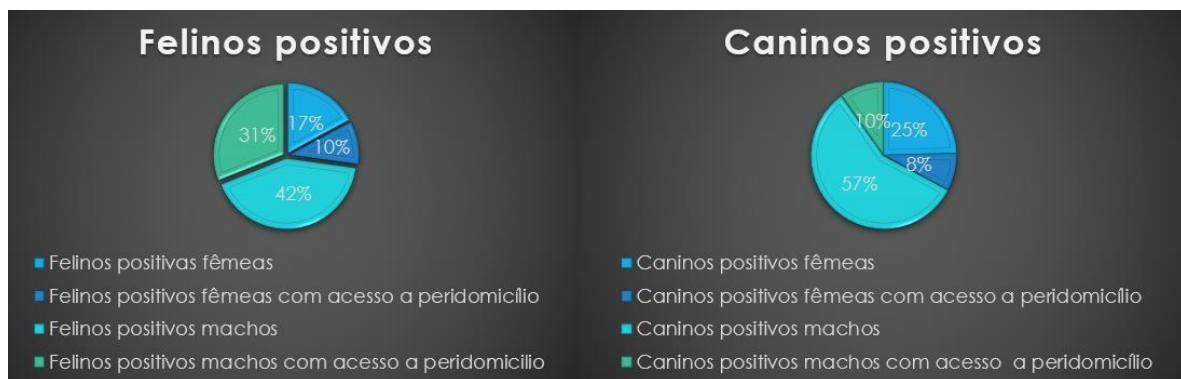 Felinos positivos
17%
10%
31%
42%
Felinos positivas fêmeas
Felinos positivos fêmeas com acesso a peridomicílio
Felinos positivos machos
Felinos positivos machos com acesso a peridomicilio
Caninos positivos
10%
25%
8%
57%
Caninos positivos fêmeas
Caninos positivos fêmeas com acesso a peridomicílio
Caninos positivos machos
Caninos positivos machos com acesso a peridomicílio